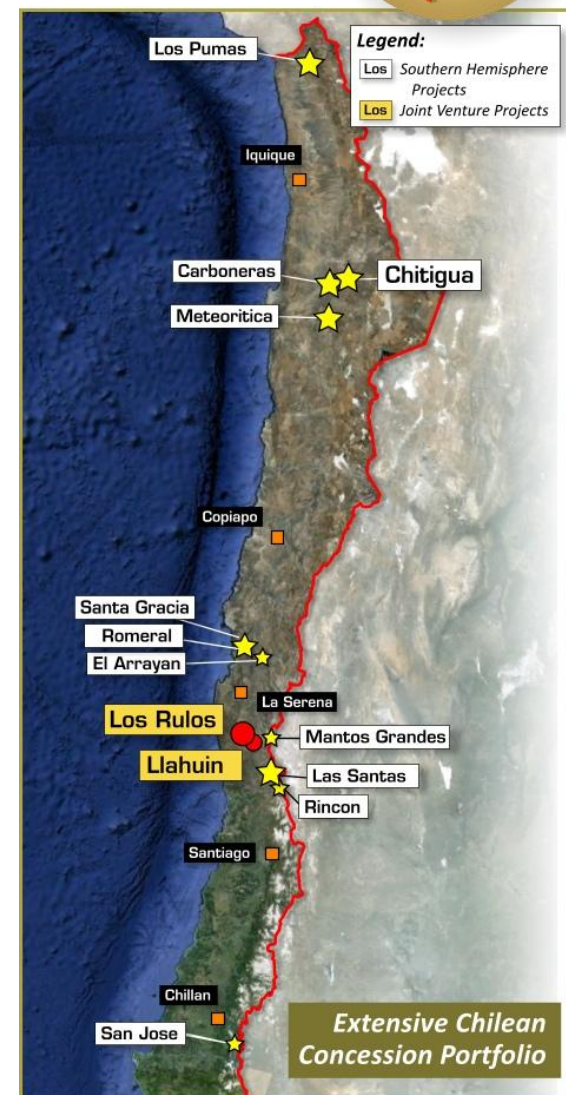 Legend:
Los Southern Hemisphere
Projects
Los Joint Venture Projects
Los Pumas
Iquique
Carboneras
Chitigua
Meteoritica
Copiapo
Santa Gracia
Romeral
El Arrayan
La Serena
Los Rulos
Mantos Grandes
Llahuin
Las Santas
Rincon
Santiago
Chillan
San Jose
Extensive Chilean
Concession Portfolio